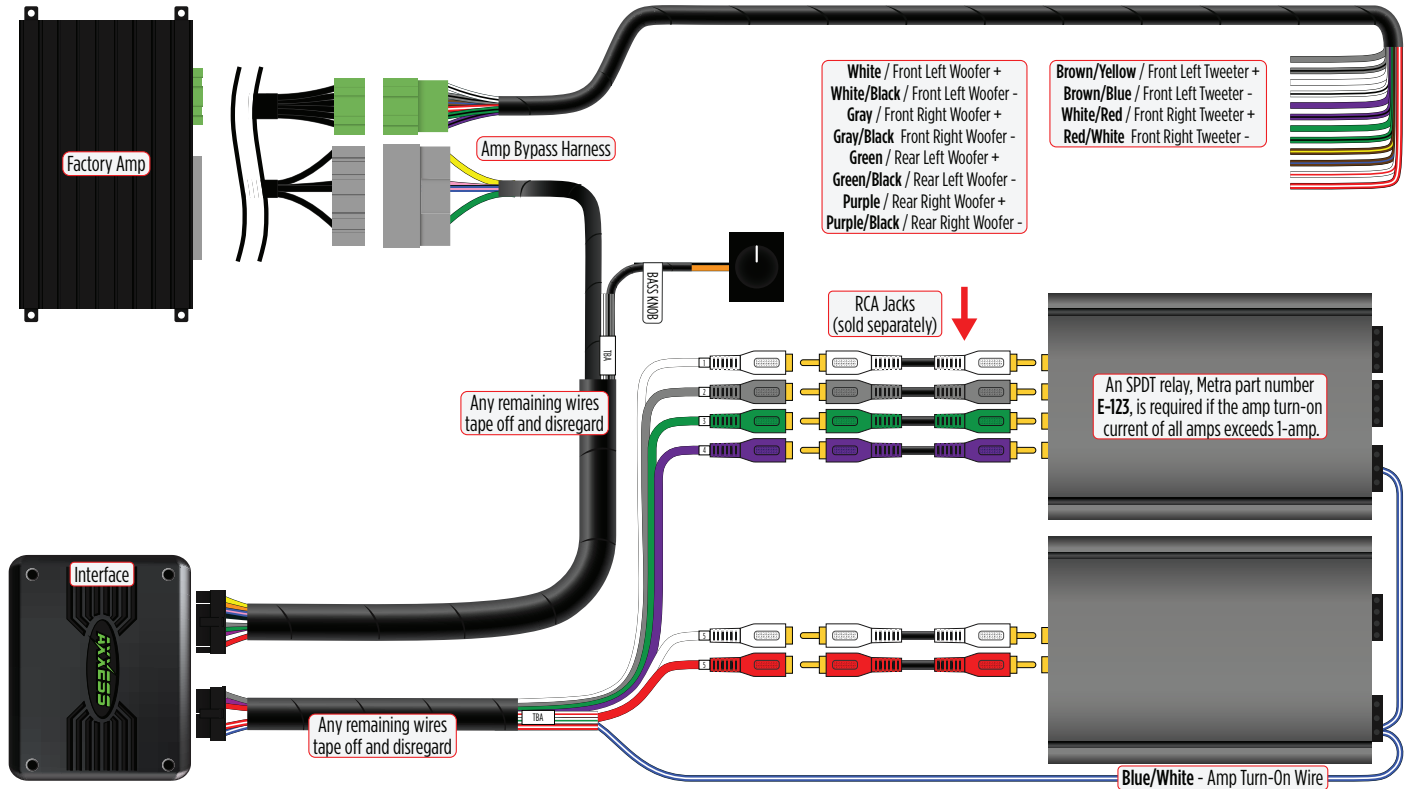 White / Front Left Woofer +
White/Black / Front Left Woofer -
Gray / Front Right Woofer +
Gray/Black Front Right Woofer -
Green / Rear Left Woofer +
Green/Black / Rear Left Woofer -
Purple / Rear Right Woofer +
Purple/Black / Rear Right Woofer -
Brown/Yellow / Front Left Tweeter +
Brown/Blue / Front Left Tweeter -
White/Red / Front Right Tweeter +
Red/White Front Right Tweeter -
Factory Amp
Amp Bypass Harness
BASS KNOB
RCA Jacks
(sold separately)
TBA
1
2
3
4
An SPDT relay, Metra part number
E-123, is required if the amp turn-on
current of all amps exceeds 1-amp.
Any remaining wires
tape off and disregard
Interface
AXXESS
5
5
TBA
Any remaining wires
tape off and disregard
Blue/White - Amp Turn-On Wire